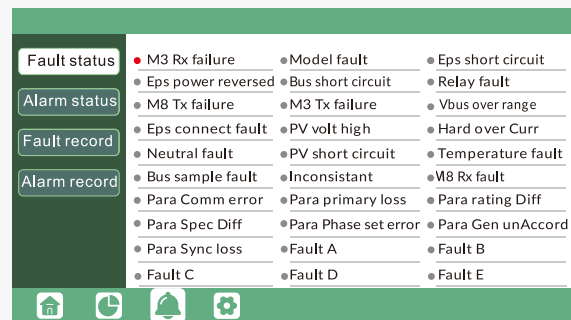 Fault status
Alarm status
Fault record
Alarm record
M3 Rx failure Model fault Eps short circuit
Eps power reversed Bus short circuit Relay fault
M8 Tx failure M3 Tx failure Vbus over range
Eps connect fault PV volt high Hard over Curr
Neutral fault PV short circuit Temperature fault
Bus sample fault Inconsistant M8 Rx fault
Para Comm error Para primary loss Para rating Diff
Para Spec Diff Para Phase set error Para Gen unAccord
Para Sync loss Fault A Fault B
Fault C Fault D Fault E